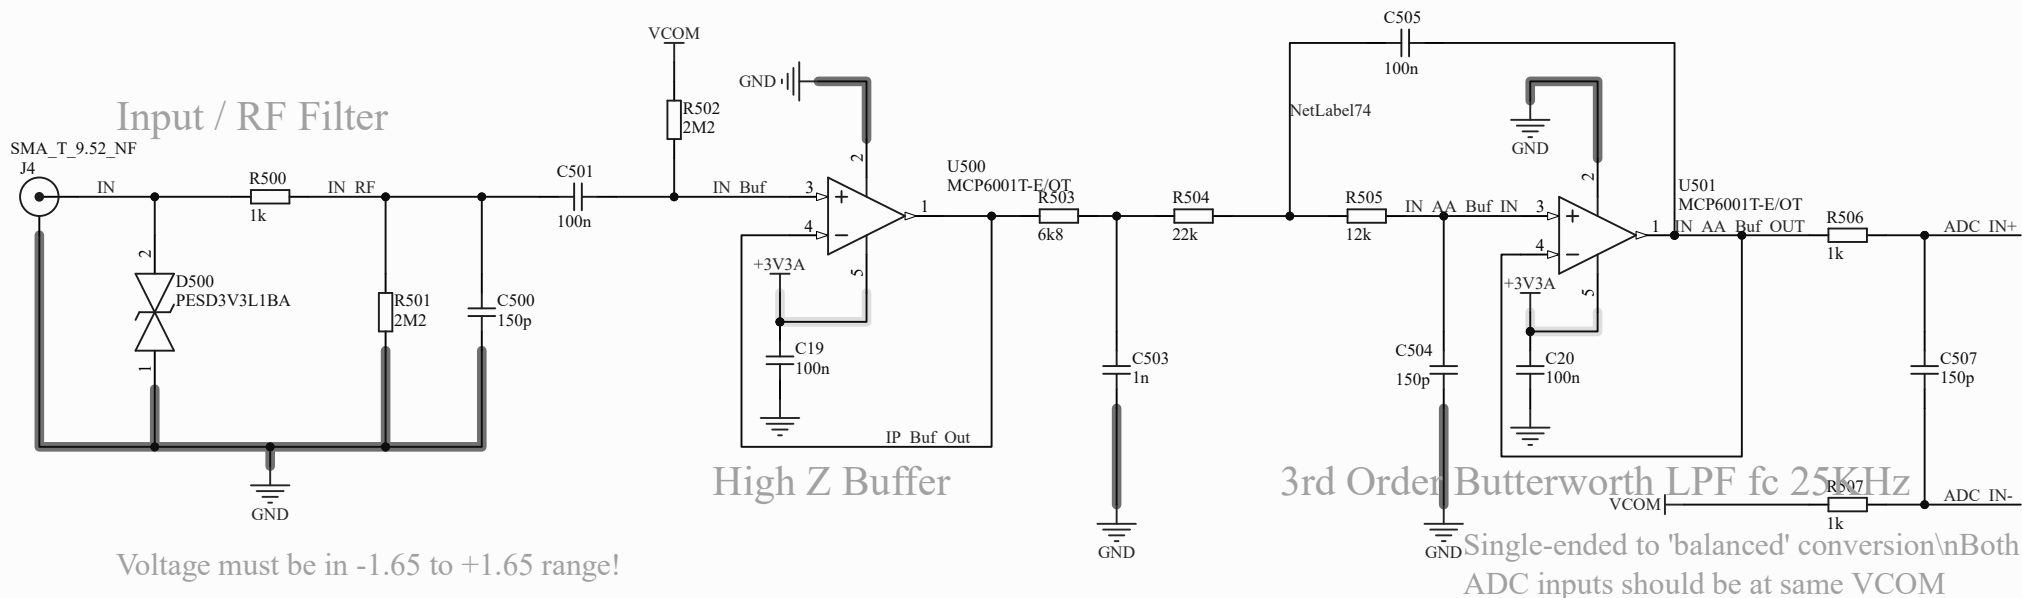 C505
100n
VCOM
GND
R502
2M2
NetLabel74
GND
Input / RF Filter
SMA_T_9.52_NF
J4
IN
R500
1k
IN_RF
C501
100n
IN_Buf
3
4
2
5
1
U500
MCP6001T-E/OT
R503
6k8
R504
22k
R505
12k
IN_AA_Buf_IN
3
4
2
5
1
U501
MCP6001T-E/OT
IN_AA_Buf_OUT
R506
1k
ADC_IN+
2
D500
PESD3V3L1BA
1
R501
2M2
C500
150p
+3V3A
C19
100n
C503
1n
C504
150p
+3V3A
C20
100n
C507
150p
IP_Buf_Out
High Z Buffer
3rd Order Butterworth LPF fc 25KHz
VCOM
R507
1k
ADC_IN-
GND
GND
GND
Voltage must be in -1.65 to +1.65 range!
Single-ended to 'balanced' conversion\nBoth
ADC inputs should be at same VCOM